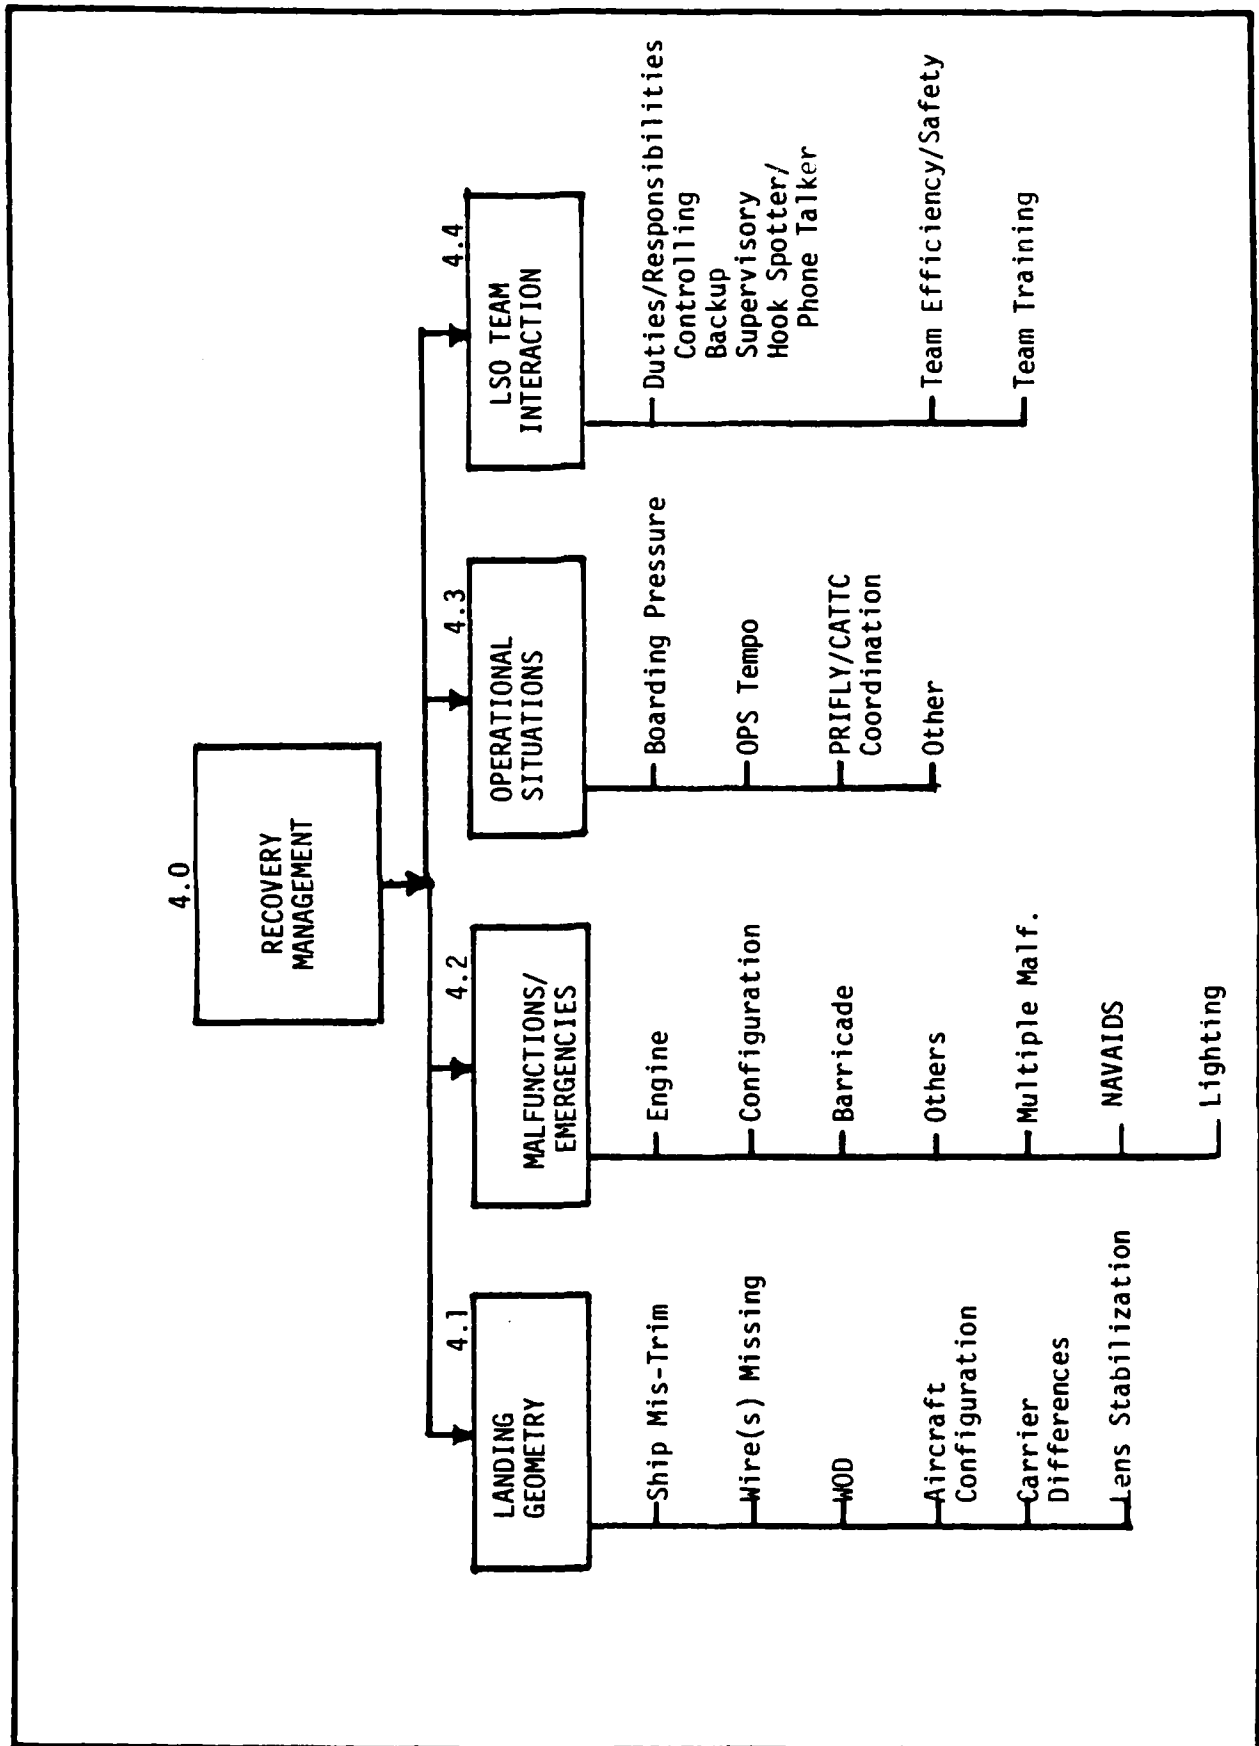 4.0
RECOVERY
MANAGEMENT
4.1
LANDING
GEOMETRY
Ship Mis-Trim
Wire(s) Missing
WOD
Aircraft
Configuration
Carrier
Differences
Lens Stabilization
4.2
MALFUNCTIONS/
EMERGENCIES
Engine
Configuration
Barricade
Others
Multiple Malf.
NAVAIDS
Lighting
4.3
OPERATIONAL
SITUATIONS
Boarding Pressure
OPS Tempo
PRIFLY/CATTC
Coordination
Other
4.4
LSO TEAM
INTERACTION
Duties/Responsibilities
Controlling
Backup
Supervisory
Hook Spotter/
Phone Talker
Team Efficiency/Safety
Team Training